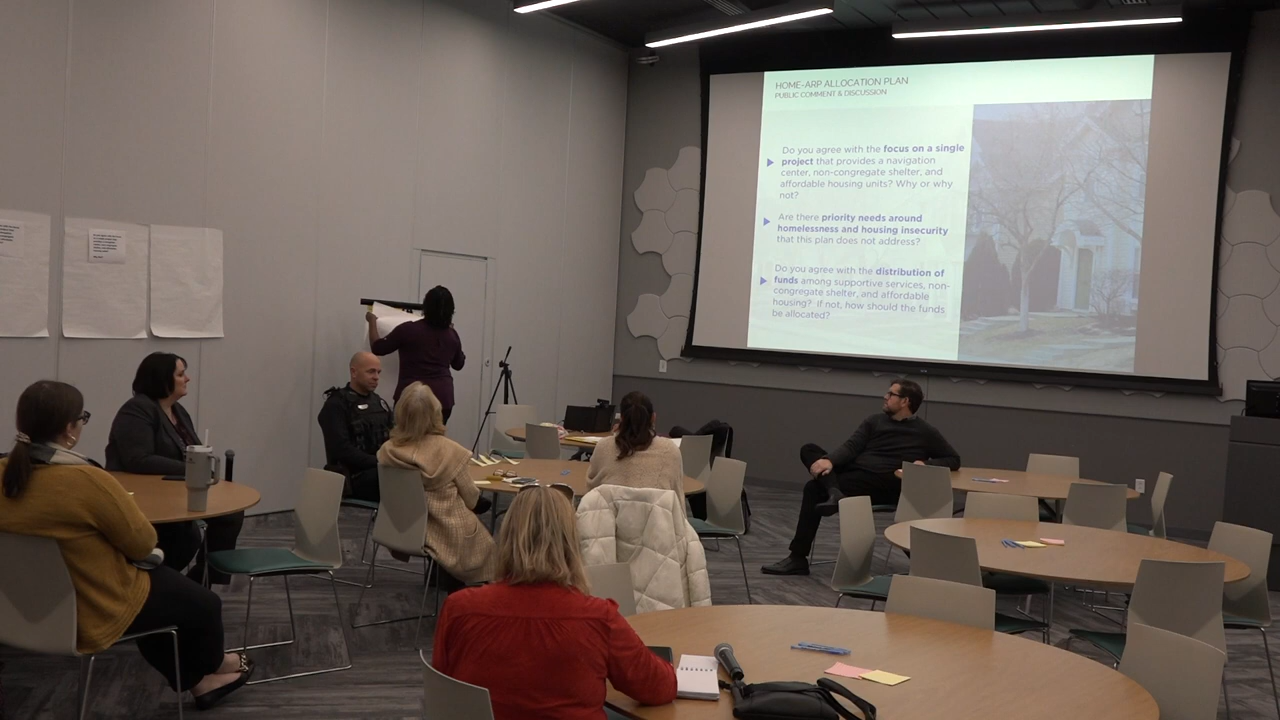 HOME-ARP ALLOCATION PLAN
PUBLIC COMMENT & DISCUSSION
Do you agree with the focus on a single
project that provides a navigation
center, non-congregate shelter, and
affordable housing units? Why or why
not?
Are there priority needs around
homelessness and housing insecurity
that this plan does not address?
Do you agree with the distribution of
funds among supportive services, non-
congregate shelter, and affordable
housing? If not, how should the funds
be allocated?